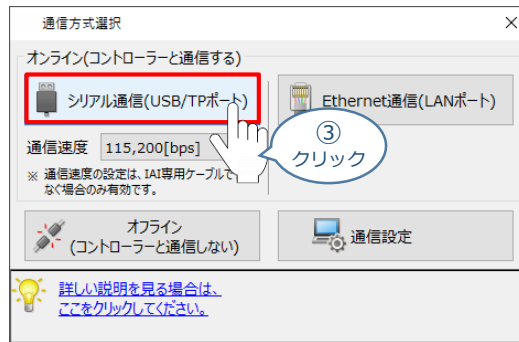 通信方式選択
オンライン(コントローラーと通信する)
シリアル通信(USB/TPポート)
Ethernet通信(LANポート)
通信速度 115,200[bps]
③
クリック
※ 通信速度の設定は、IAI専用ケーブルで
なぐ場合のみ有効です。
オフライン
(コントローラーと通信しない)
通信設定
詳しい説明を見る場合は、
ここをクリックしてください。